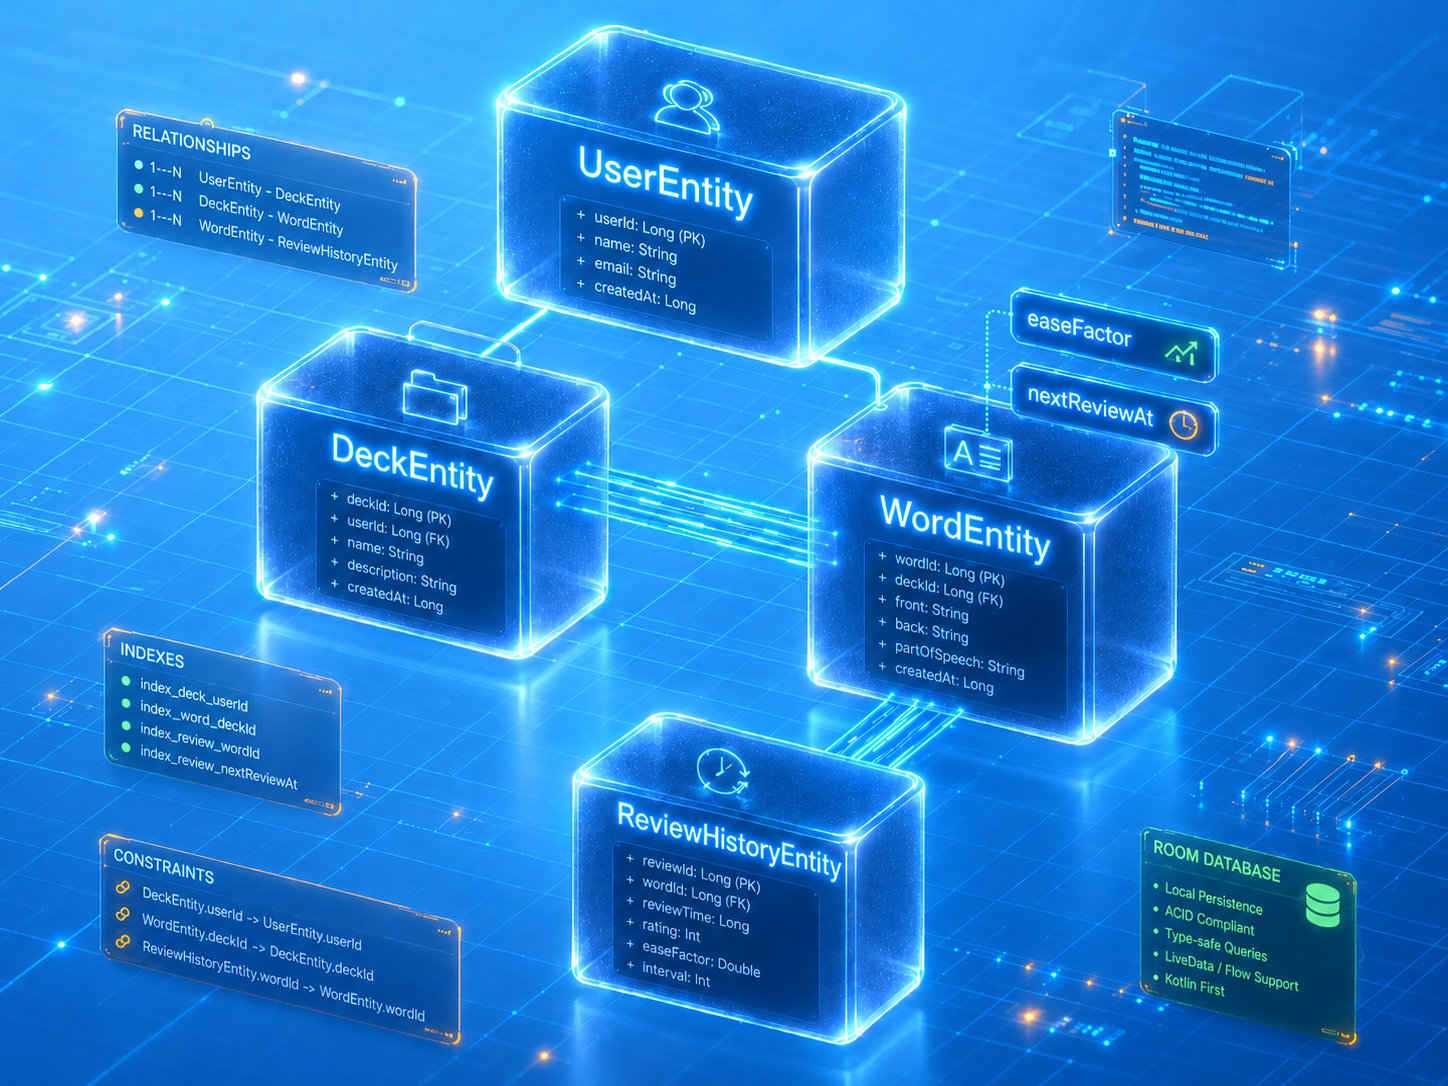 UserEntity
+ userId: Long (PK)
+ name: String
+ email: String
+ createdAt: Long
RELATIONSHIPS
1---N UserEntity - DeckEntity
1---N DeckEntity - WordEntity
1---N WordEntity - ReviewHistoryEntity
easeFactor
nextReviewAt
DeckEntity
+ deckId: Long (PK)
+ userId: Long (FK)
+ name: String
+ description: String
+ createdAt: Long
A
WordEntity
+ wordId: Long (PK)
+ deckId: Long (FK)
+ front: String
+ back: String
+ partOfSpeech: String
+ createdAt: Long
INDEXES
index_deck_userId
index_word_deckId
index_review_wordId
index_review_nextReviewAt
ReviewHistoryEntity
+ reviewId: Long (PK)
+ wordId: Long (FK)
+ reviewTime: Long
+ rating: Int
+ easeFactor: Double
+ interval: Int
CONSTRAINTS
DeckEntity.userId -> UserEntity.userId
WordEntity.deckId -> DeckEntity.deckId
ReviewHistoryEntity.wordId -> WordEntity.wordId
ROOM DATABASE
• Local Persistence
• ACID Compliant
• Type-safe Queries
• LiveData / Flow Support
• Kotlin First